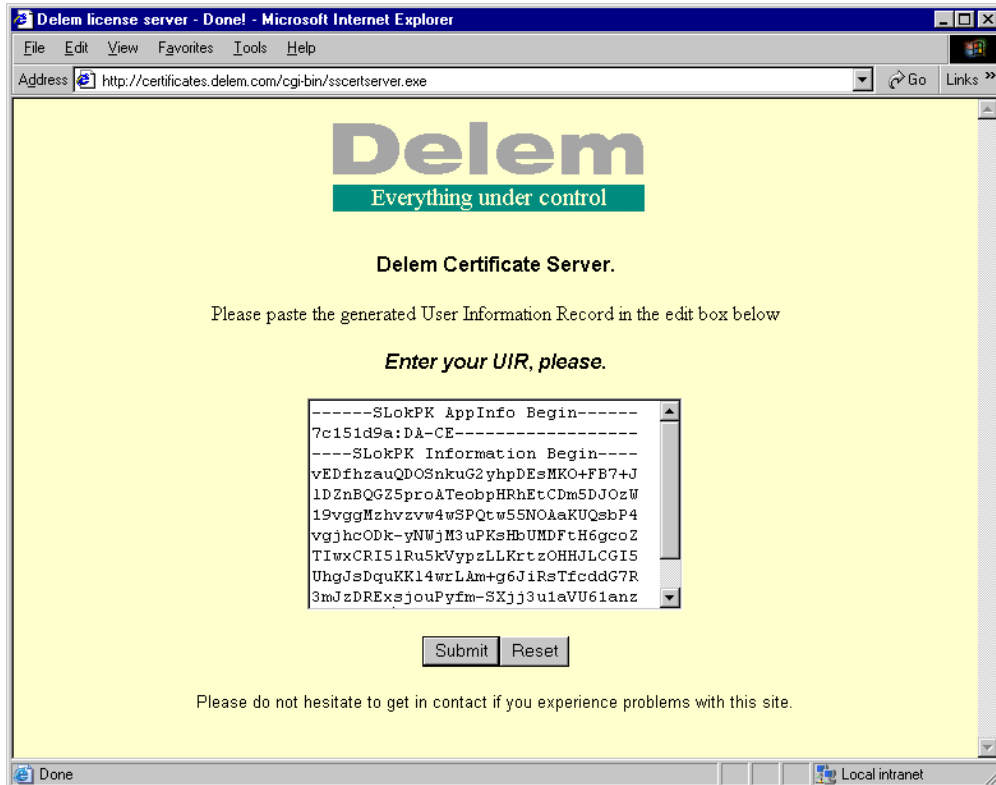 Delem license server - Done! - Microsoft Internet Explorer
File Edit View Favorites Tools Help
Address http://certificates.delem.com/cgi-bin/sscertserver.exe Go Links »
Delem
Everything under control
Delem Certificate Server.
Please paste the generated User Information Record in the edit box below
Enter your UIR, please.
------SLokPK AppInfo Begin------
7c151d9a:DA-CE------------------
----SLokPK Information Begin----
vEDfhzauQDOSnkuG2yhpDEsMKO+FB7+J
lDZnBQGZ5proATeobpHRhEtCDm5DJOzW
19vggMzhvzvw4wSPQtw55NOAaKUQsbP4
vgjhcODk-yNWjM3uPKsHbUMDFtH6gcoZ
TIwxCRI5lRu5kVypzLLKrtzOHHJLCGI5
UhgJsDquKKl4wrLAm+g6JiRsTfcddG7R
3mJzDRExsjouPyfm-SXjj3u1aVU61anz
Submit Reset
Please do not hesitate to get in contact if you experience problems with this site.
Done Local intranet